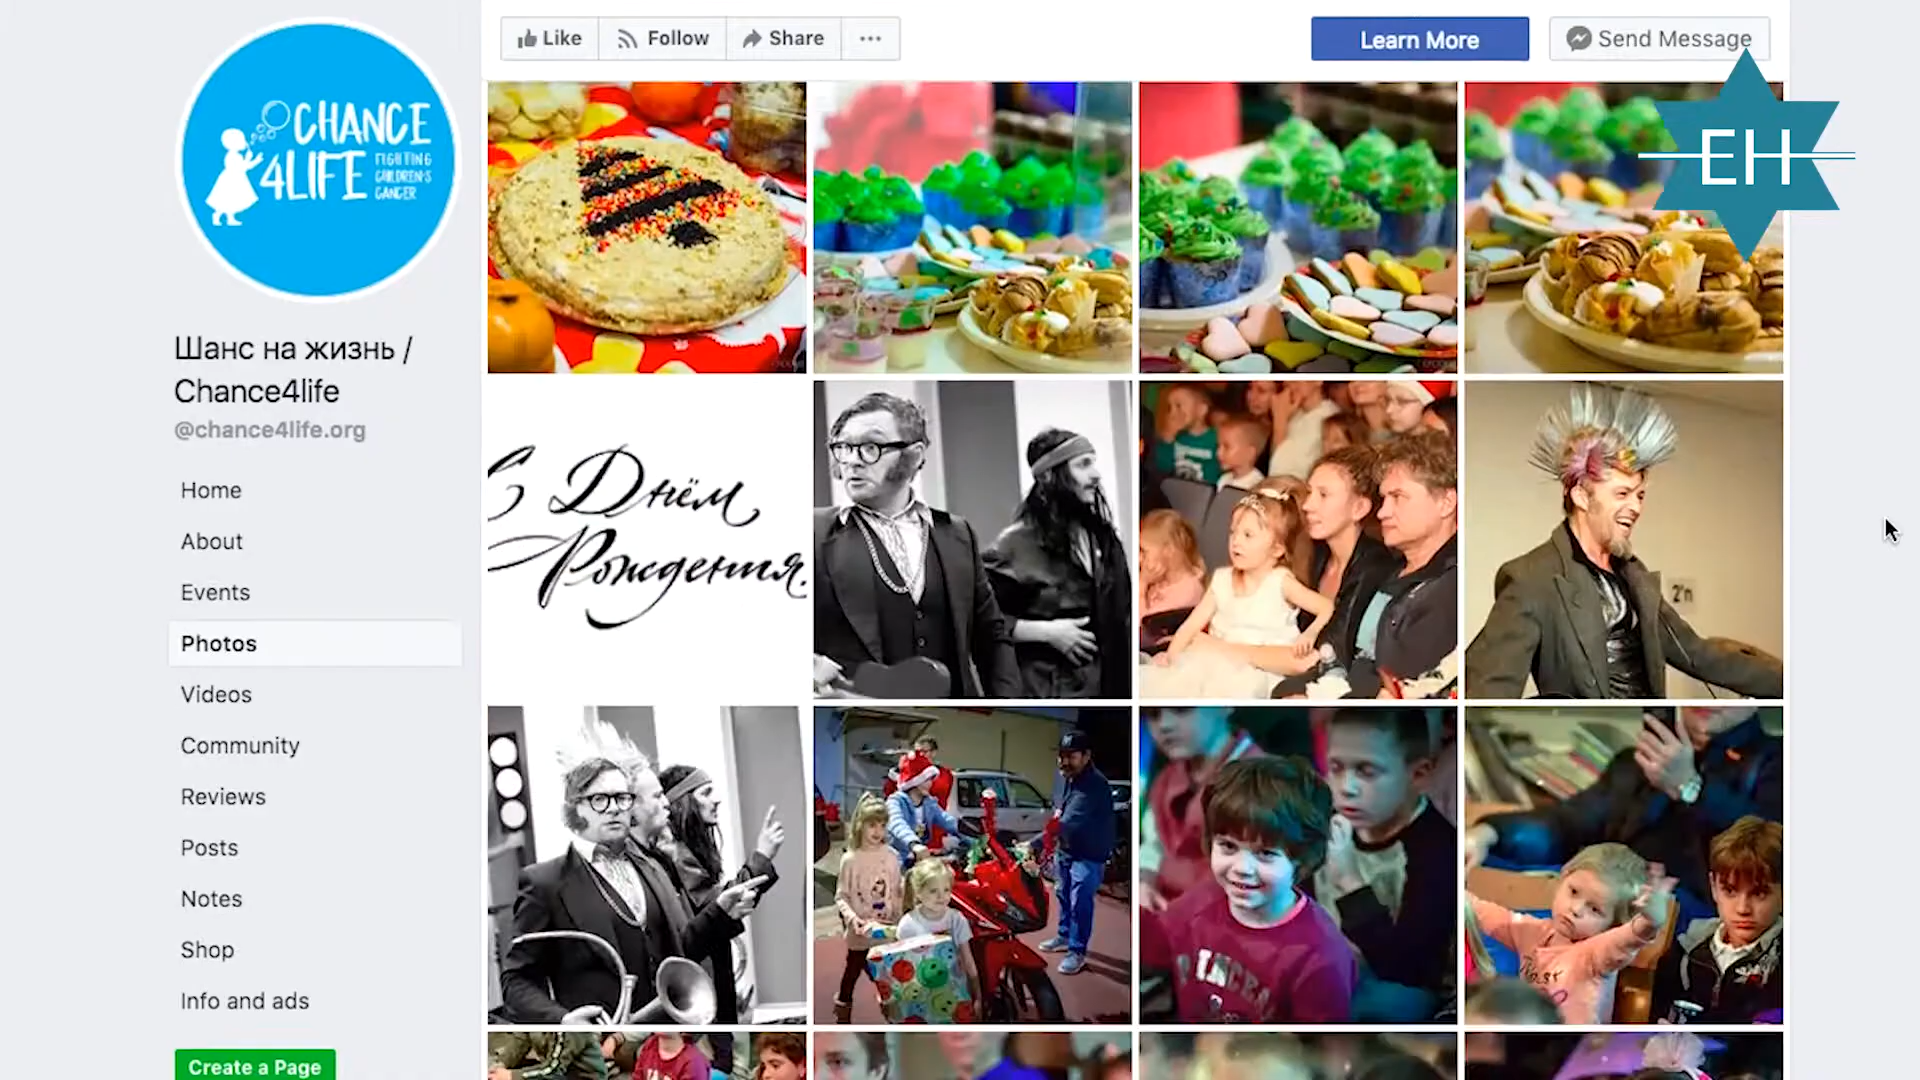 CHANCE
4LIFE
FIGHTING
CHILDREN'S
CANCER
Шанс на жизнь /
Chance4life
@chance4life.org
Home
About
Events
Photos
Videos
Community
Reviews
Posts
Notes
Shop
Info and ads
Create a Page
Like
Follow
Share
Learn More
Send Message
EH
С Днём
Рождения.